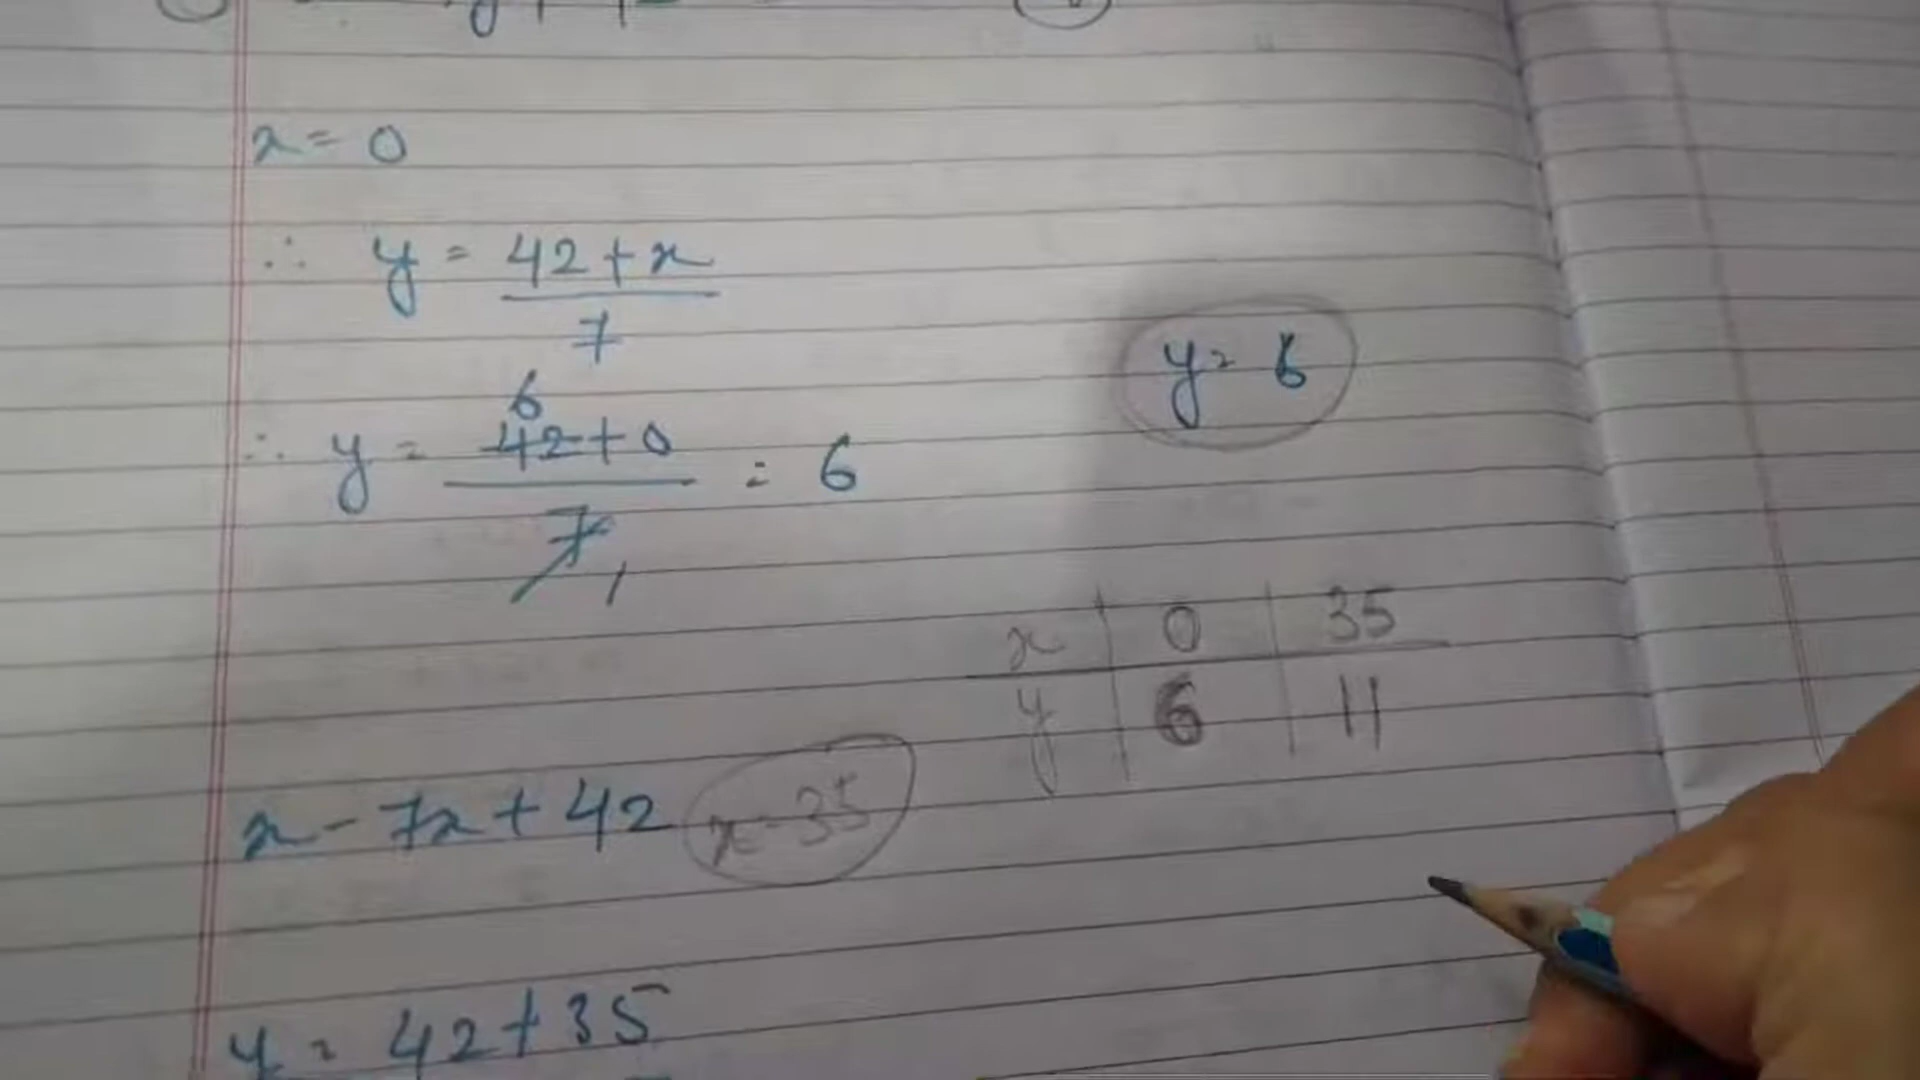 x = 0
∴ y = 42 + x
7
y = 6
6
∴ y = 42 + 0 = 6
7 1
x | 0 | 35
y | 6 | 11
x - 7x + 42
x = 35
y = 42 + 35